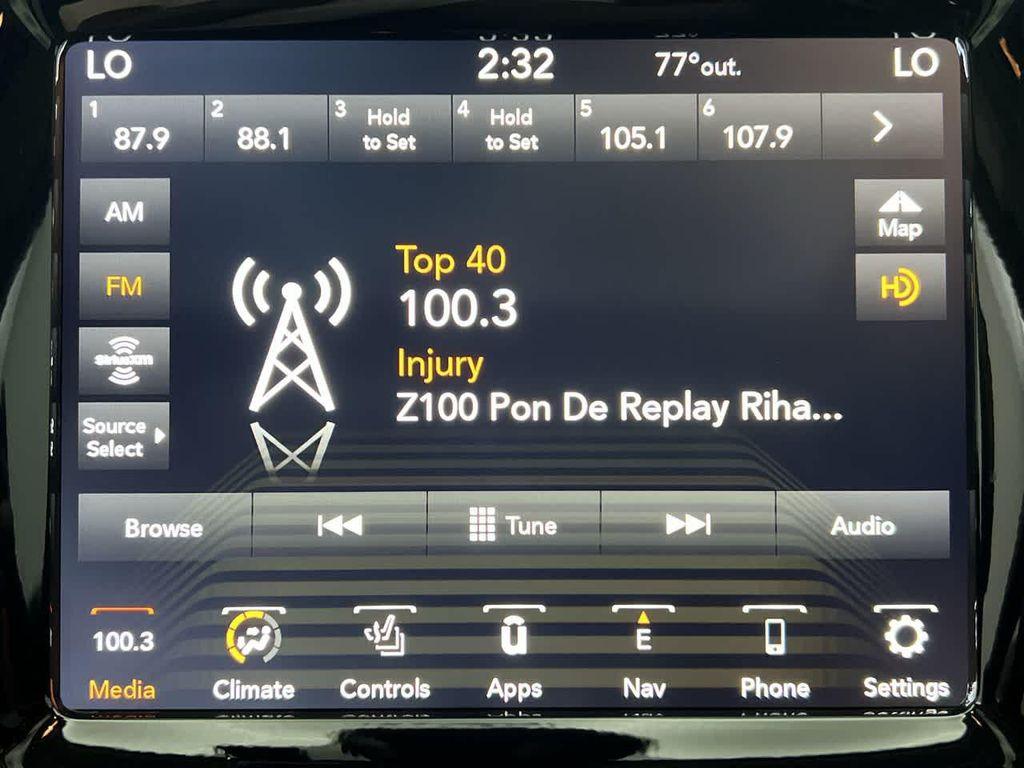 LO 2:32 77°out. LO
1 87.9 2 88.1 3 Hold to Set 4 Hold to Set 5 105.1 6 107.9
AM
Map
FM
HD
SiriusXM
Source
Select
Top 40
100.3
Injury
Z100 Pon De Replay Riha...
Browse Tune Audio
100.3 E
Media Climate Controls Apps Nav Phone Settings